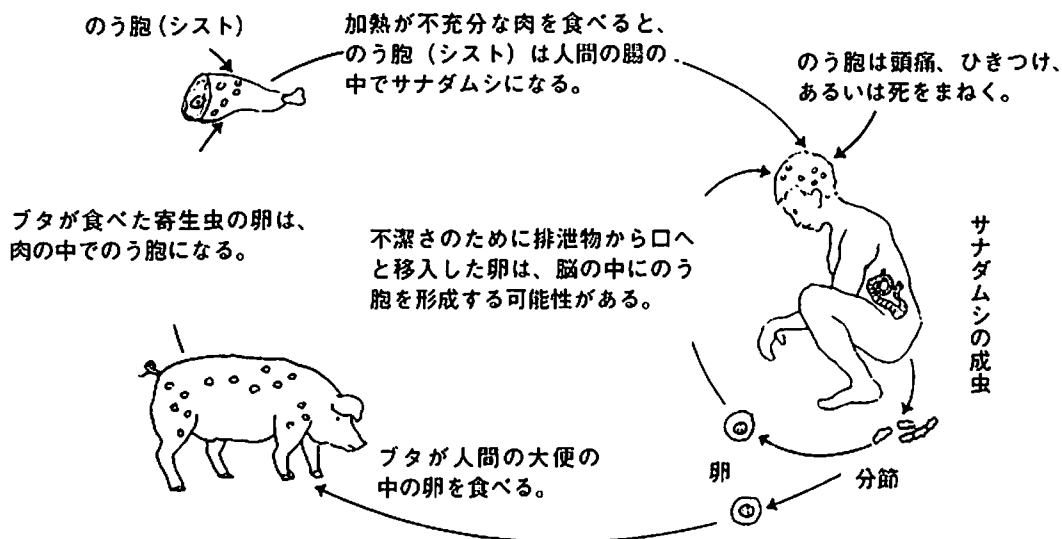 のう胞（シスト）
加熱が不充分な肉を食べると、
のう胞（シスト）は人間の腸の
中でサナダムシになる。
のう胞は頭痛、ひきつけ、
あるいは死をまねく。
ブタが食べた寄生虫の卵は、
肉の中でのう胞になる。
不潔さのために排泄物から口へ
と移入した卵は、脳の中にのう
胞を形成する可能性がある。
サナダムシの成虫
ブタが人間の大便の
中の卵を食べる。
卵
分節